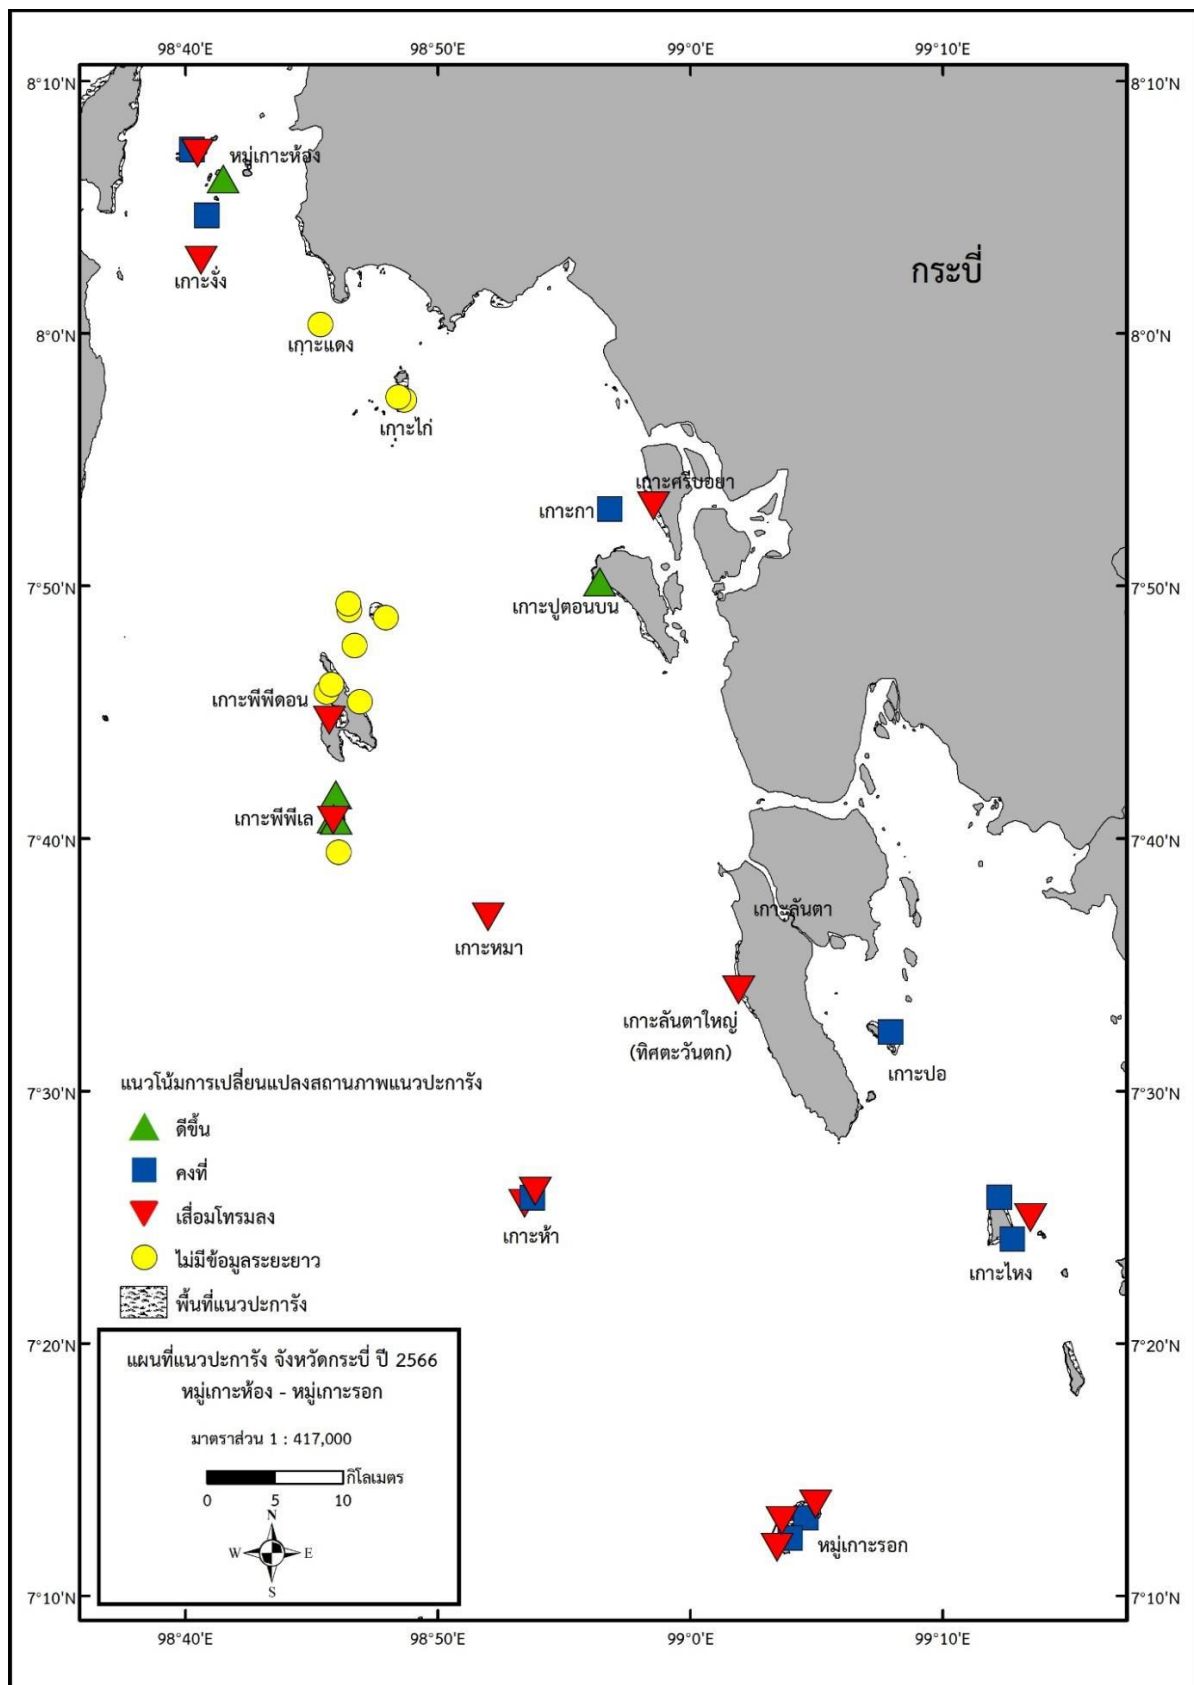 98°40'E 98°50'E 99°0'E 99°10'E
8°10'N 8°10'N
หมู่เกาะห้อง
กระบี่
เกาะงั่ง
8°0'N 8°0'N
เกาะแดง
เกาะไก่
เกาะศรีบอยา
เกาะกา
7°50'N 7°50'N
เกาะปูตอนบน
เกาะพีพีดอน
เกาะพีพีเล
7°40'N 7°40'N
เกาะลันตา
เกาะหมา
เกาะลันตาใหญ่
(ทิศตะวันตก)
เกาะปอ
แนวโน้มการเปลี่ยนแปลงสถานภาพแนวปะการัง
7°30'N 7°30'N
ดีขึ้น
คงที่
เสื่อมโทรมลง
เกาะห้า
ไม่มีข้อมูลระยะยาว
เกาะไหง
พื้นที่แนวปะการัง
7°20'N 7°20'N
แผนที่แนวปะการัง จังหวัดกระบี่ ปี 2566
หมู่เกาะห้อง - หมู่เกาะรอก
มาตราส่วน 1 : 417,000
กิโลเมตร
0 5 10
N
W E
S
หมู่เกาะรอก
7°10'N 7°10'N
98°40'E 98°50'E 99°0'E 99°10'E